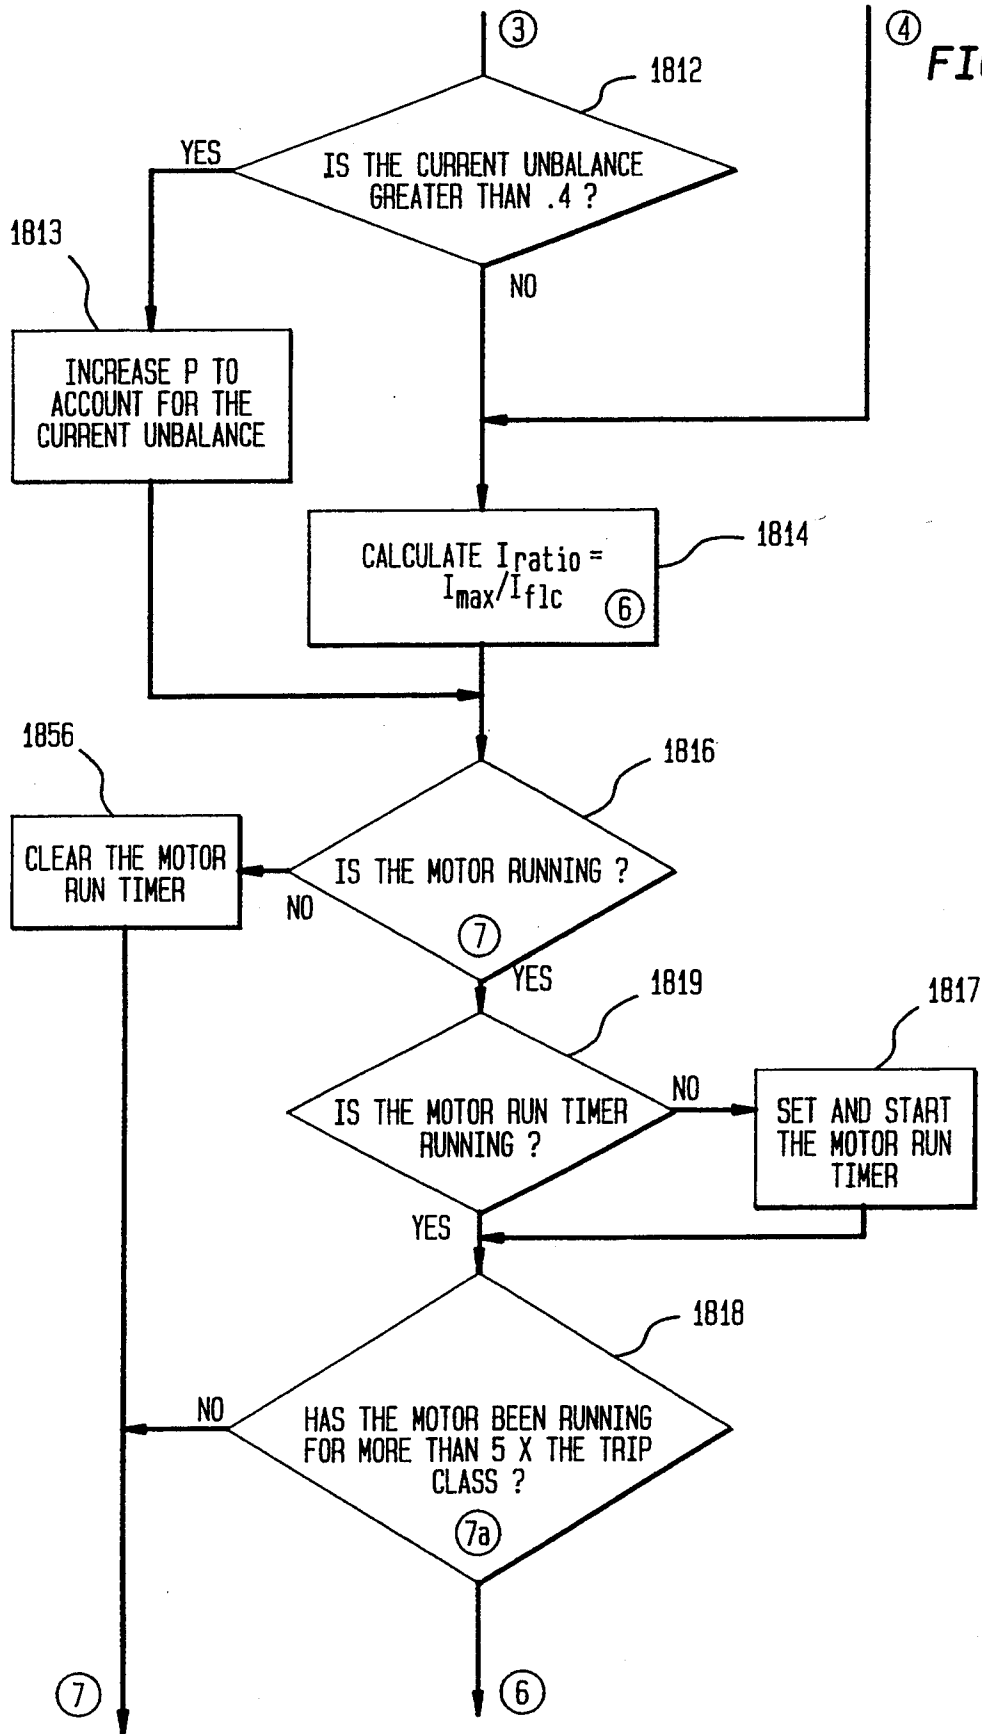 3
4
FIG
1812
YES
IS THE CURRENT UNBALANCE
GREATER THAN .4 ?
1813
NO
INCREASE P TO
ACCOUNT FOR THE
CURRENT UNBALANCE
1814
CALCULATE Iratio =
Imax/Iflc
6
1856
1816
CLEAR THE MOTOR
RUN TIMER
NO
IS THE MOTOR RUNNING ?
7
YES
1819
1817
IS THE MOTOR RUN TIMER
RUNNING ?
NO
SET AND START
THE MOTOR RUN
TIMER
YES
1818
NO
HAS THE MOTOR BEEN RUNNING
FOR MORE THAN 5 X THE TRIP
CLASS ?
7a
7
6